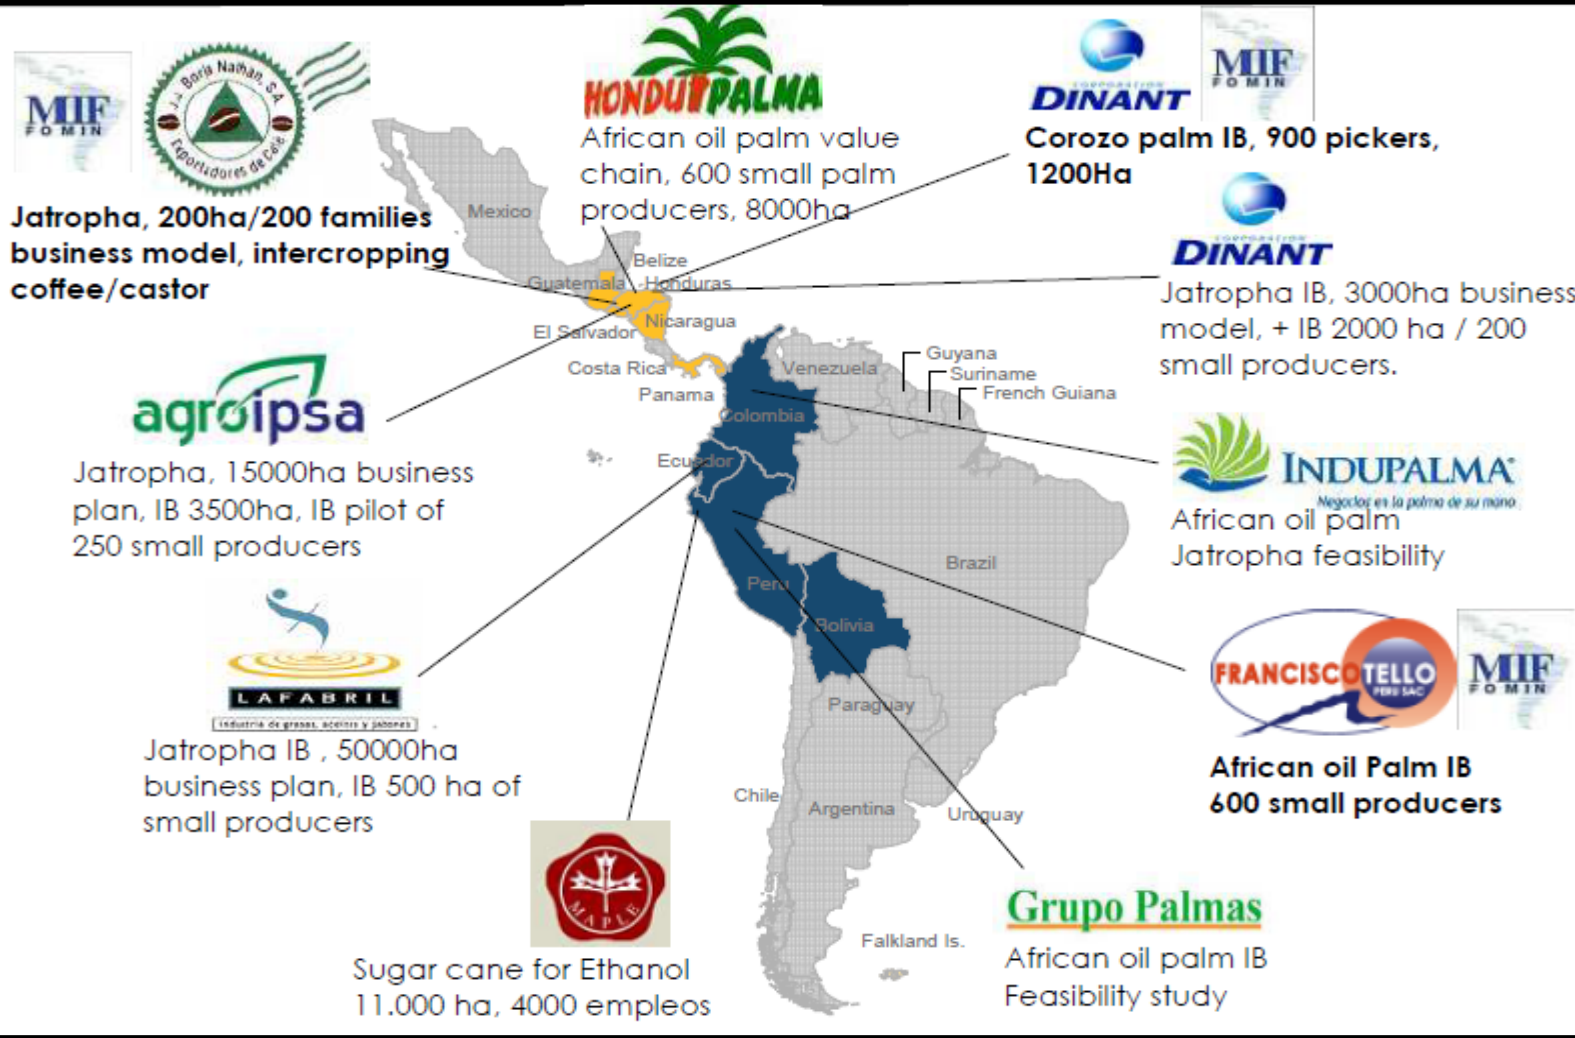 MIF
FOMIN
J.A. Boris Nathan, S.A.
Exportadores de Café
Jatropha, 200ha/200 families
business model, intercropping
coffee/castor
HONDUPALMA
African oil palm value
chain, 600 small palm
producers, 8000ha
CORPORATION
DINANT
MIF
FOMIN
Corozo palm IB, 900 pickers,
1200Ha
CORPORATION
DINANT
Jatropha IB, 3000ha business
model, + IB 2000 ha / 200
small producers.
Mexico
Belize
Guatemala
Honduras
El Salvador
Nicaragua
Costa Rica
Panama
Venezuela
Guyana
Suriname
French Guiana
Colombia
Ecuador
Peru
Brazil
Bolivia
Paraguay
Chile
Argentina
Uruguay
Falkland Is.
agroipsa
Jatropha, 15000ha business
plan, IB 3500ha, IB pilot of
250 small producers
INDUPALMA
Negocios en la palma de su mano
African oil palm
Jatropha feasibility
LAFABRIL
industria de grasas, aceites y jabones
Jatropha IB , 50000ha
business plan, IB 500 ha of
small producers
FRANCISCO TELLO
PERU SAC
MIF
FOMIN
African oil Palm IB
600 small producers
MAPLE
Sugar cane for Ethanol
11.000 ha, 4000 empleos
Grupo Palmas
African oil palm IB
Feasibility study